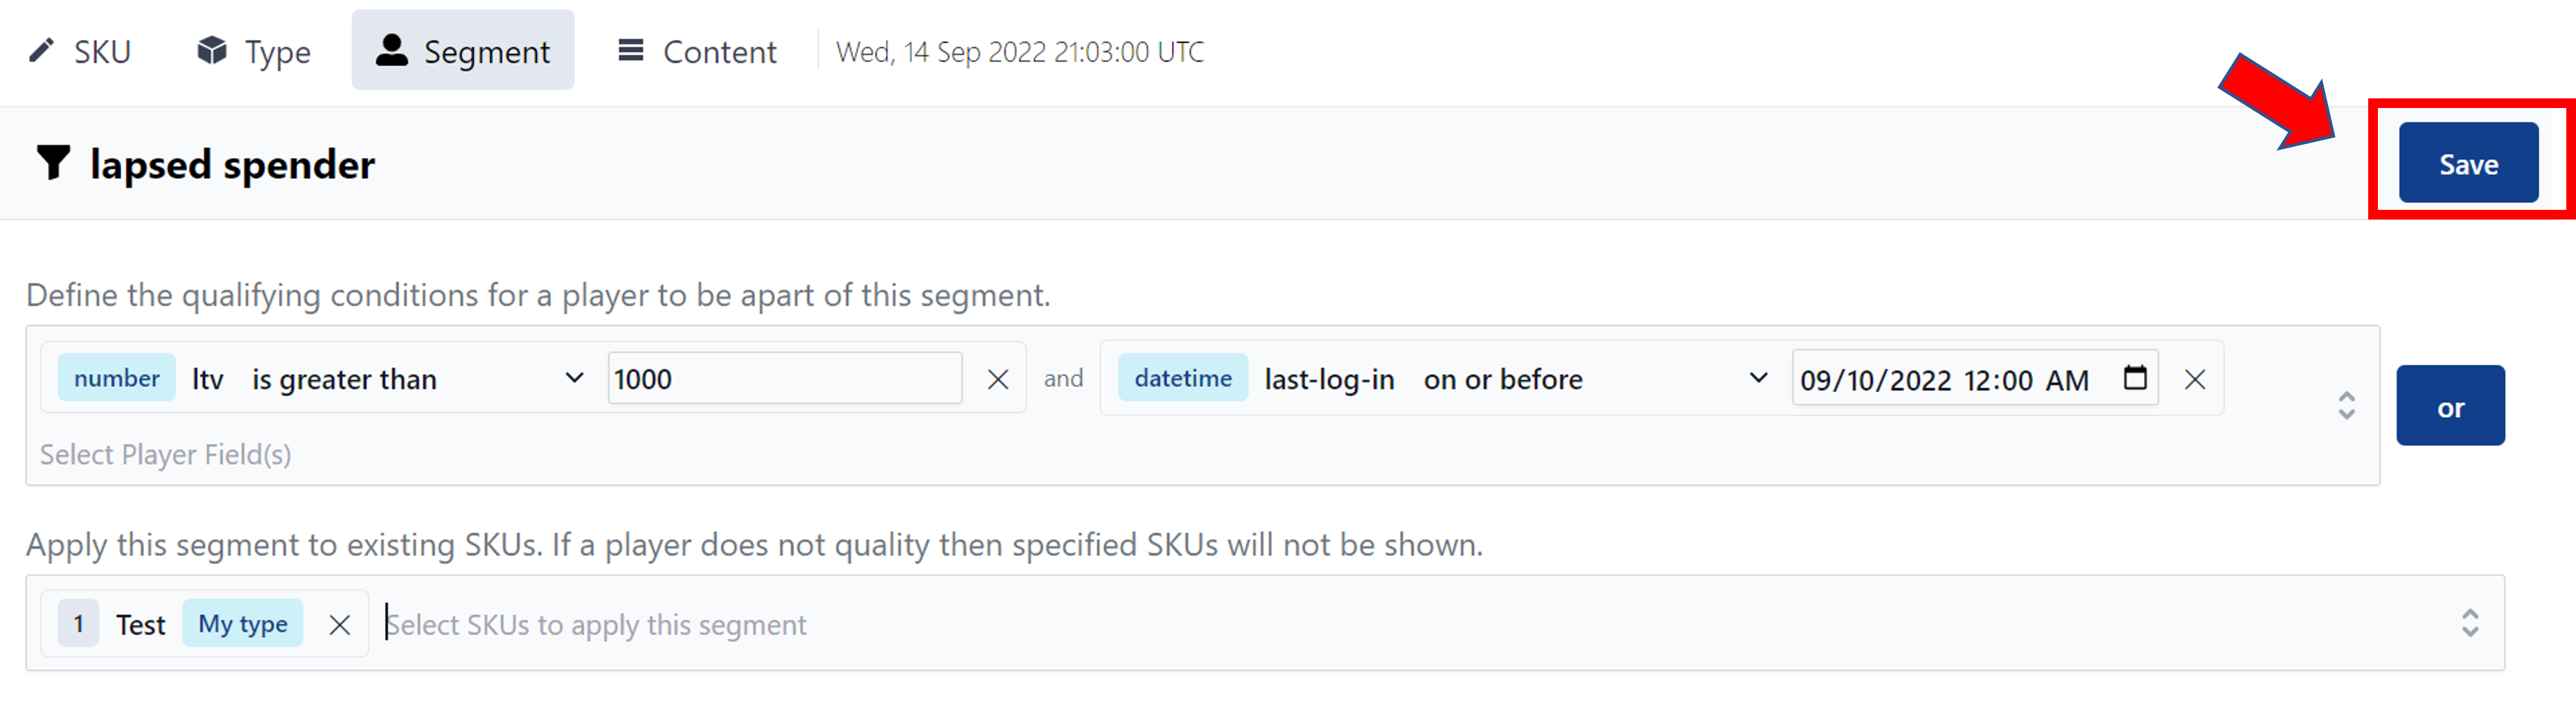 SKU Type Segment Content Wed, 14 Sep 2022 21:03:00 UTC
lapsed spender Save
Define the qualifying conditions for a player to be apart of this segment.
number ltv is greater than 1000 and datetime last-log-in on or before 09/10/2022 12:00 AM
or
Select Player Field(s)
Apply this segment to existing SKUs. If a player does not quality then specified SKUs will not be shown.
1 Test My type Select SKUs to apply this segment